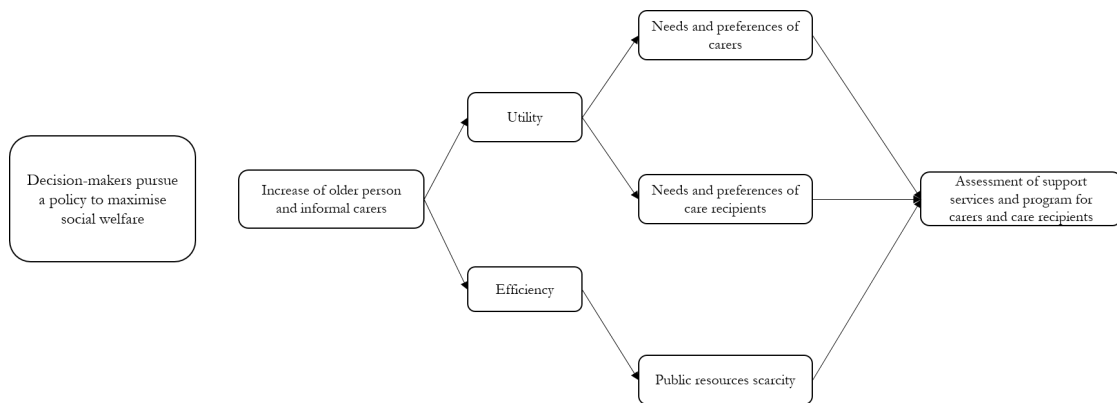 Decision-makers pursue
a policy to maximise
social welfare
Increase of older person
and informal carers
Utility
Efficiency
Needs and preferences of
carers
Needs and preferences of
care recipients
Public resources scarcity
Assessment of support
services and program for
carers and care recipients